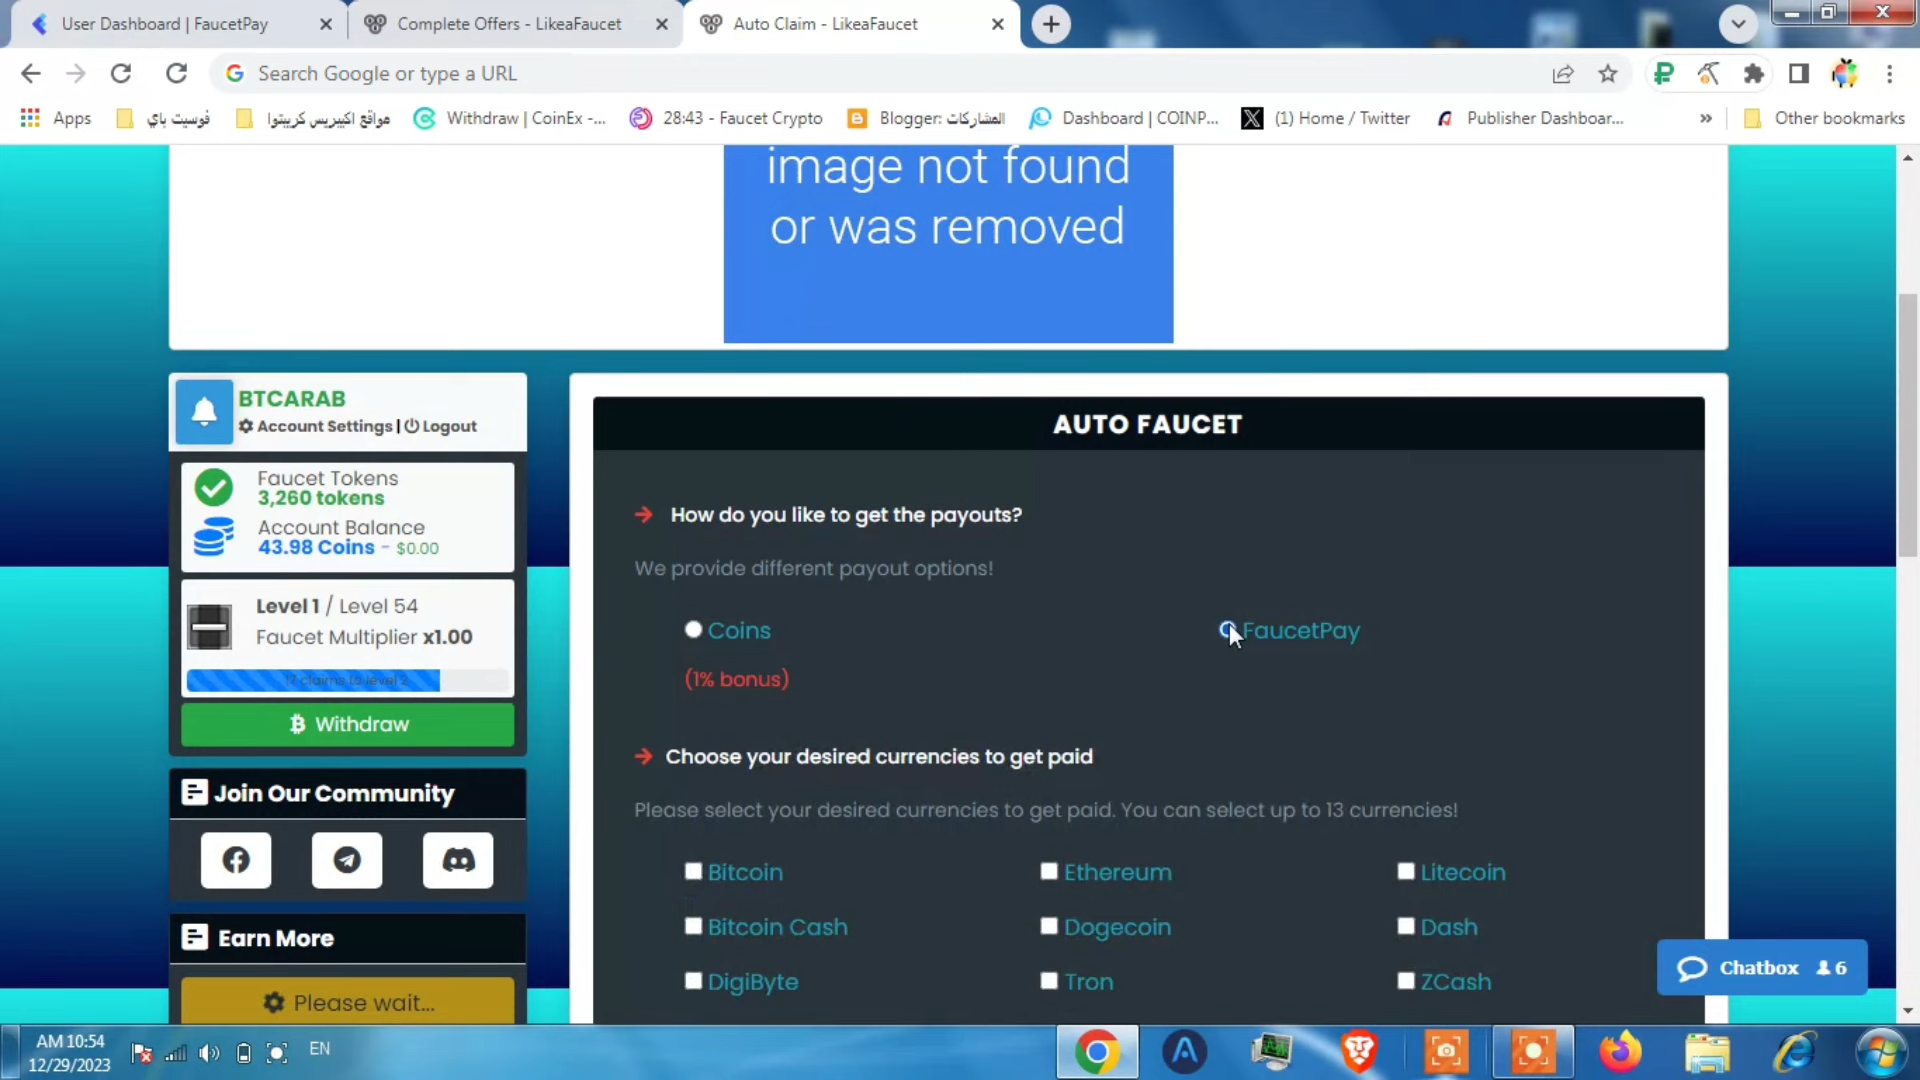 User Dashboard | FaucetPay
Complete Offers - LikeaFaucet
Auto Claim - LikeaFaucet
Search Google or type a URL
Apps
فوسيت باي
مواقع اكبيريس كريبتوا
Withdraw | CoinEx -...
28:43 - Faucet Crypto
Blogger: المشاركات
Dashboard | COINP...
(1) Home / Twitter
Publisher Dashboar...
»
Other bookmarks
image not found
or was removed
BTCARAB
Account Settings | Logout
Faucet Tokens
3,260 tokens
Account Balance
43.98 Coins - $0.00
Level 1 / Level 54
Faucet Multiplier x1.00
17 claims to level 2
Withdraw
Join Our Community
Earn More
Please wait...
AUTO FAUCET
How do you like to get the payouts?
We provide different payout options!
Coins
FaucetPay
(1% bonus)
Choose your desired currencies to get paid
Please select your desired currencies to get paid. You can select up to 13 currencies!
Bitcoin
Ethereum
Litecoin
Bitcoin Cash
Dogecoin
Dash
DigiByte
Tron
ZCash
Chatbox 6
AM 10:54
12/29/2023
EN